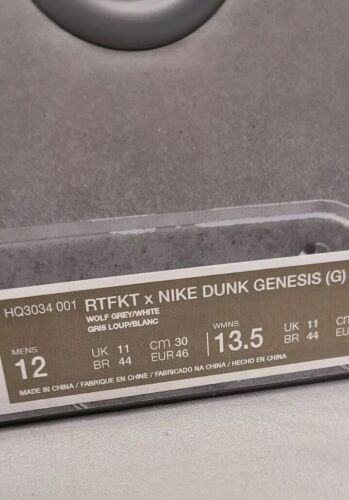 HQ3034 001 RTFKT x NIKE DUNK GENESIS (G)
WOLF GREY/WHITE
GRIS LOUP/BLANC
MENS 12 UK 11 cm 30 WMNS 13.5 UK 11 cm
BR 44 EUR 46 BR 44 EU
MADE IN CHINA / FABRIQUE EN CHINE / FABRICADO NA CHINA / HECHO EN CHINA